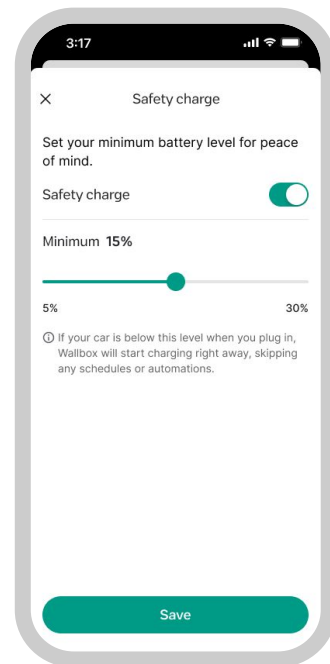 3:17
Safety charge
Set your minimum battery level for peace
of mind.
Safety charge
Minimum 15%
5% 30%
If your car is below this level when you plug in,
Wallbox will start charging right away, skipping
any schedules or automations.
Save